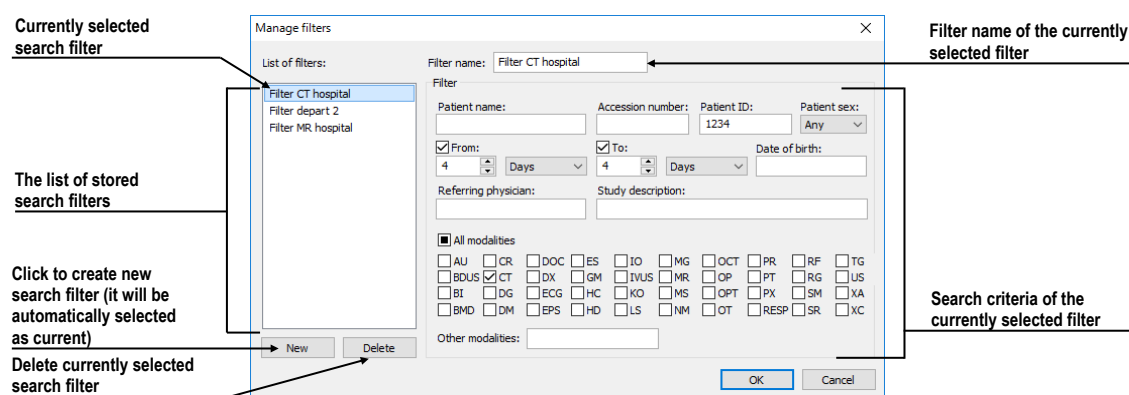 Currently selected
search filter
The list of stored
search filters
Click to create new
search filter (it will be
automatically selected
as current)
Delete currently selected
search filter
Manage filters
List of filters:
Filter CT hospital
Filter depart 2
Filter MR hospital
New Delete
Filter name: Filter CT hospital
Filter
Patient name: Accession number: Patient ID: Patient sex:
1234 Any
From: To: Date of birth:
4 Days 4 Days
Referring physician: Study description:
All modalities
AU CR DOC ES IO MG OCT PR RF TG
BDUS CT DX GM IVUS MR OP PT RG US
BI DG ECG HC KO MS OPT PX SM XA
BMD DM EPS HD LS NM OT RESP SR XC
Other modalities:
OK Cancel
Filter name of the currently
selected filter
Search criteria of the
currently selected filter